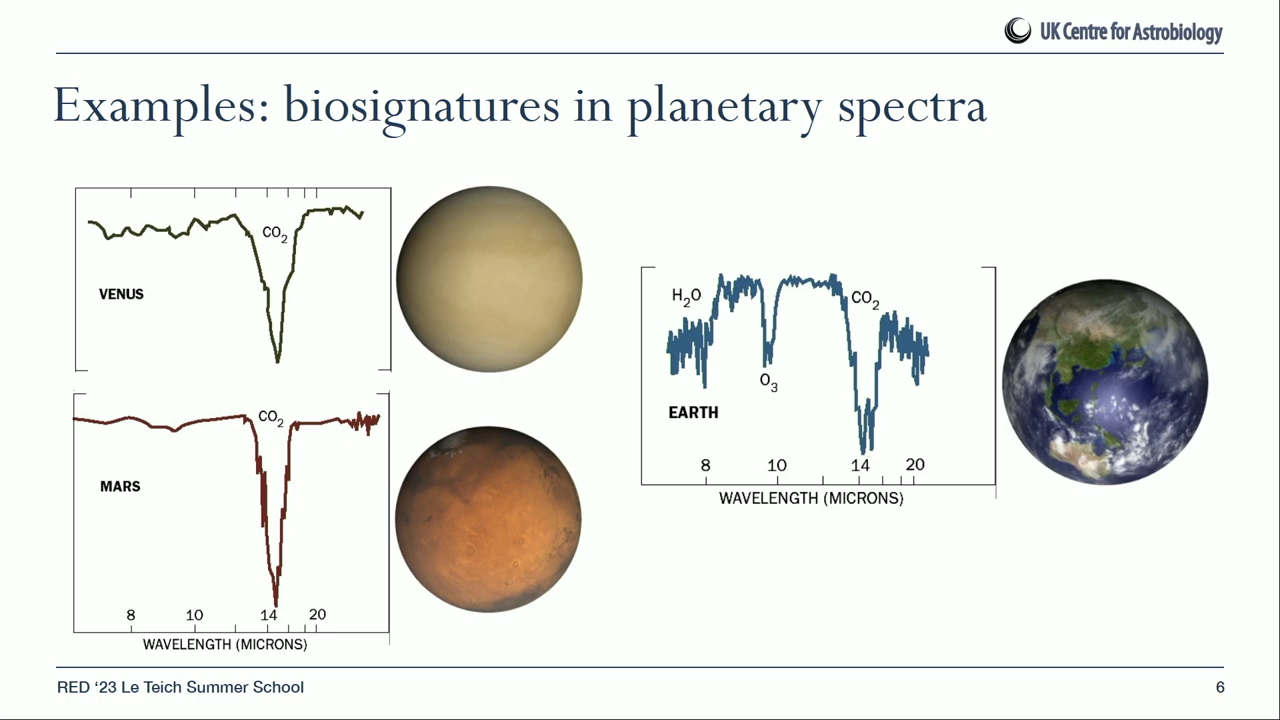 UK Centre for Astrobiology
Examples: biosignatures in planetary spectra
CO2
VENUS
CO2
MARS
8 10 14 20
WAVELENGTH (MICRONS)
H2O
CO2
O3
EARTH
8 10 14 20
WAVELENGTH (MICRONS)
RED ‘23 Le Teich Summer School
6